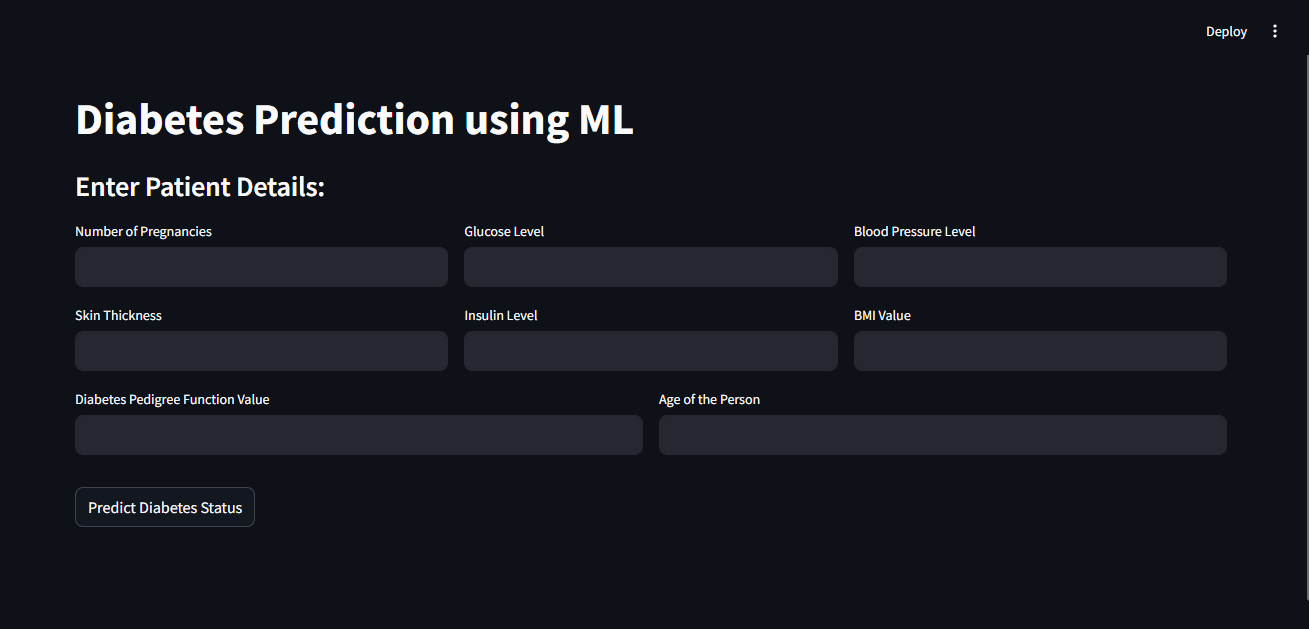 Deploy
Diabetes Prediction using ML
Enter Patient Details:
Number of Pregnancies
Glucose Level
Blood Pressure Level
Skin Thickness
Insulin Level
BMI Value
Diabetes Pedigree Function Value
Age of the Person
Predict Diabetes Status